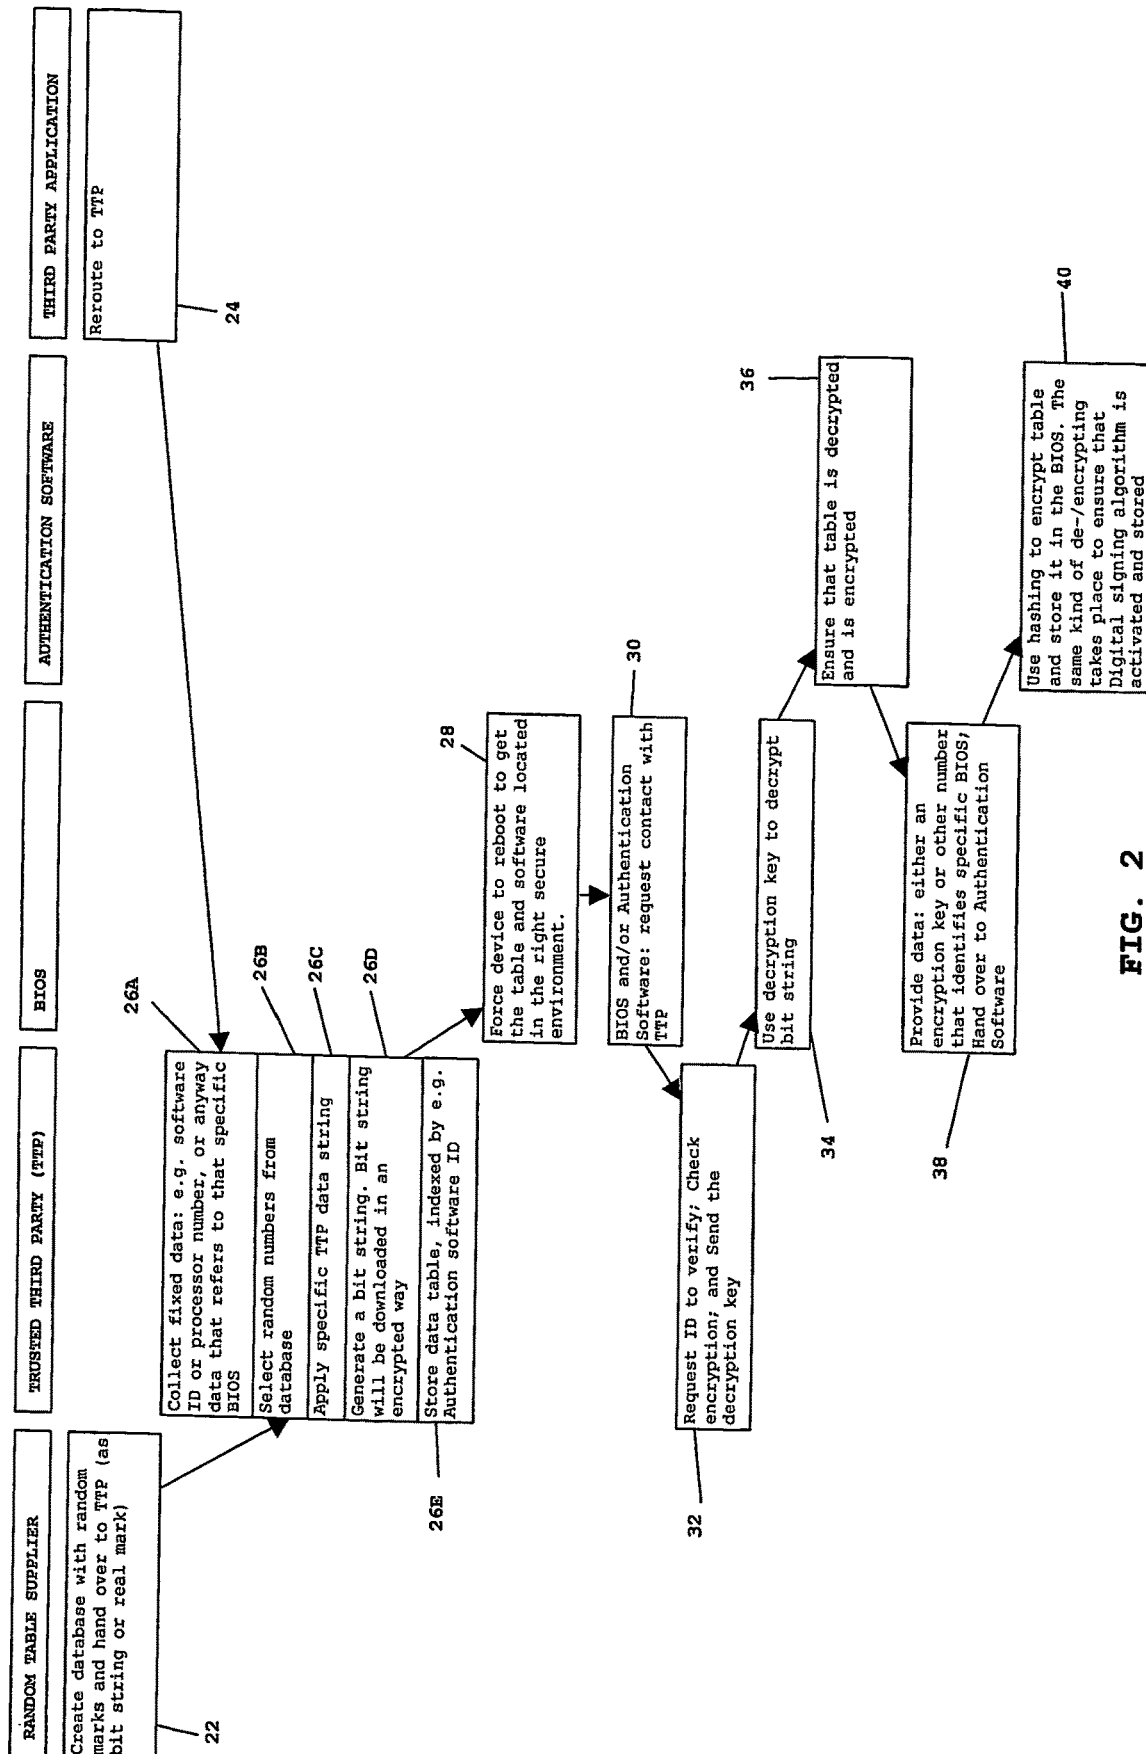 RANDOM TABLE SUPPLIER
TRUSTED THIRD PARTY (TTP)
BIOS
AUTHENTICATION SOFTWARE
THIRD PARTY APPLICATION
Create database with random
marks and hand over to TTP (as
bit string or real mark)
22
Reroute to TTP
24
26A
Collect fixed data: e.g. software
ID or processor number, or anyway
data that refers to that specific
BIOS
26B
Select random numbers from
database
26C
Apply specific TTP data string
26D
Generate a bit string. Bit string
will be downloaded in an
encrypted way
Store data table, indexed by e.g.
Authentication software ID
26E
28
Force device to reboot to get
the table and software located
in the right secure
environment.
30
BIOS and/or Authentication
Software: request contact with
TTP
Request ID to verify; Check
encryption; and Send the
decryption key
32
Use decryption key to decrypt
bit string
34
36
Ensure that table is decrypted
and is encrypted
Provide data: either an
encryption key or other number
that identifies specific BIOS;
Hand over to Authentication
Software
38
40
Use hashing to encrypt table
and store it in the BIOS. The
same kind of de-/encrypting
takes place to ensure that
Digital signing algorithm is
activated and stored
FIG. 2